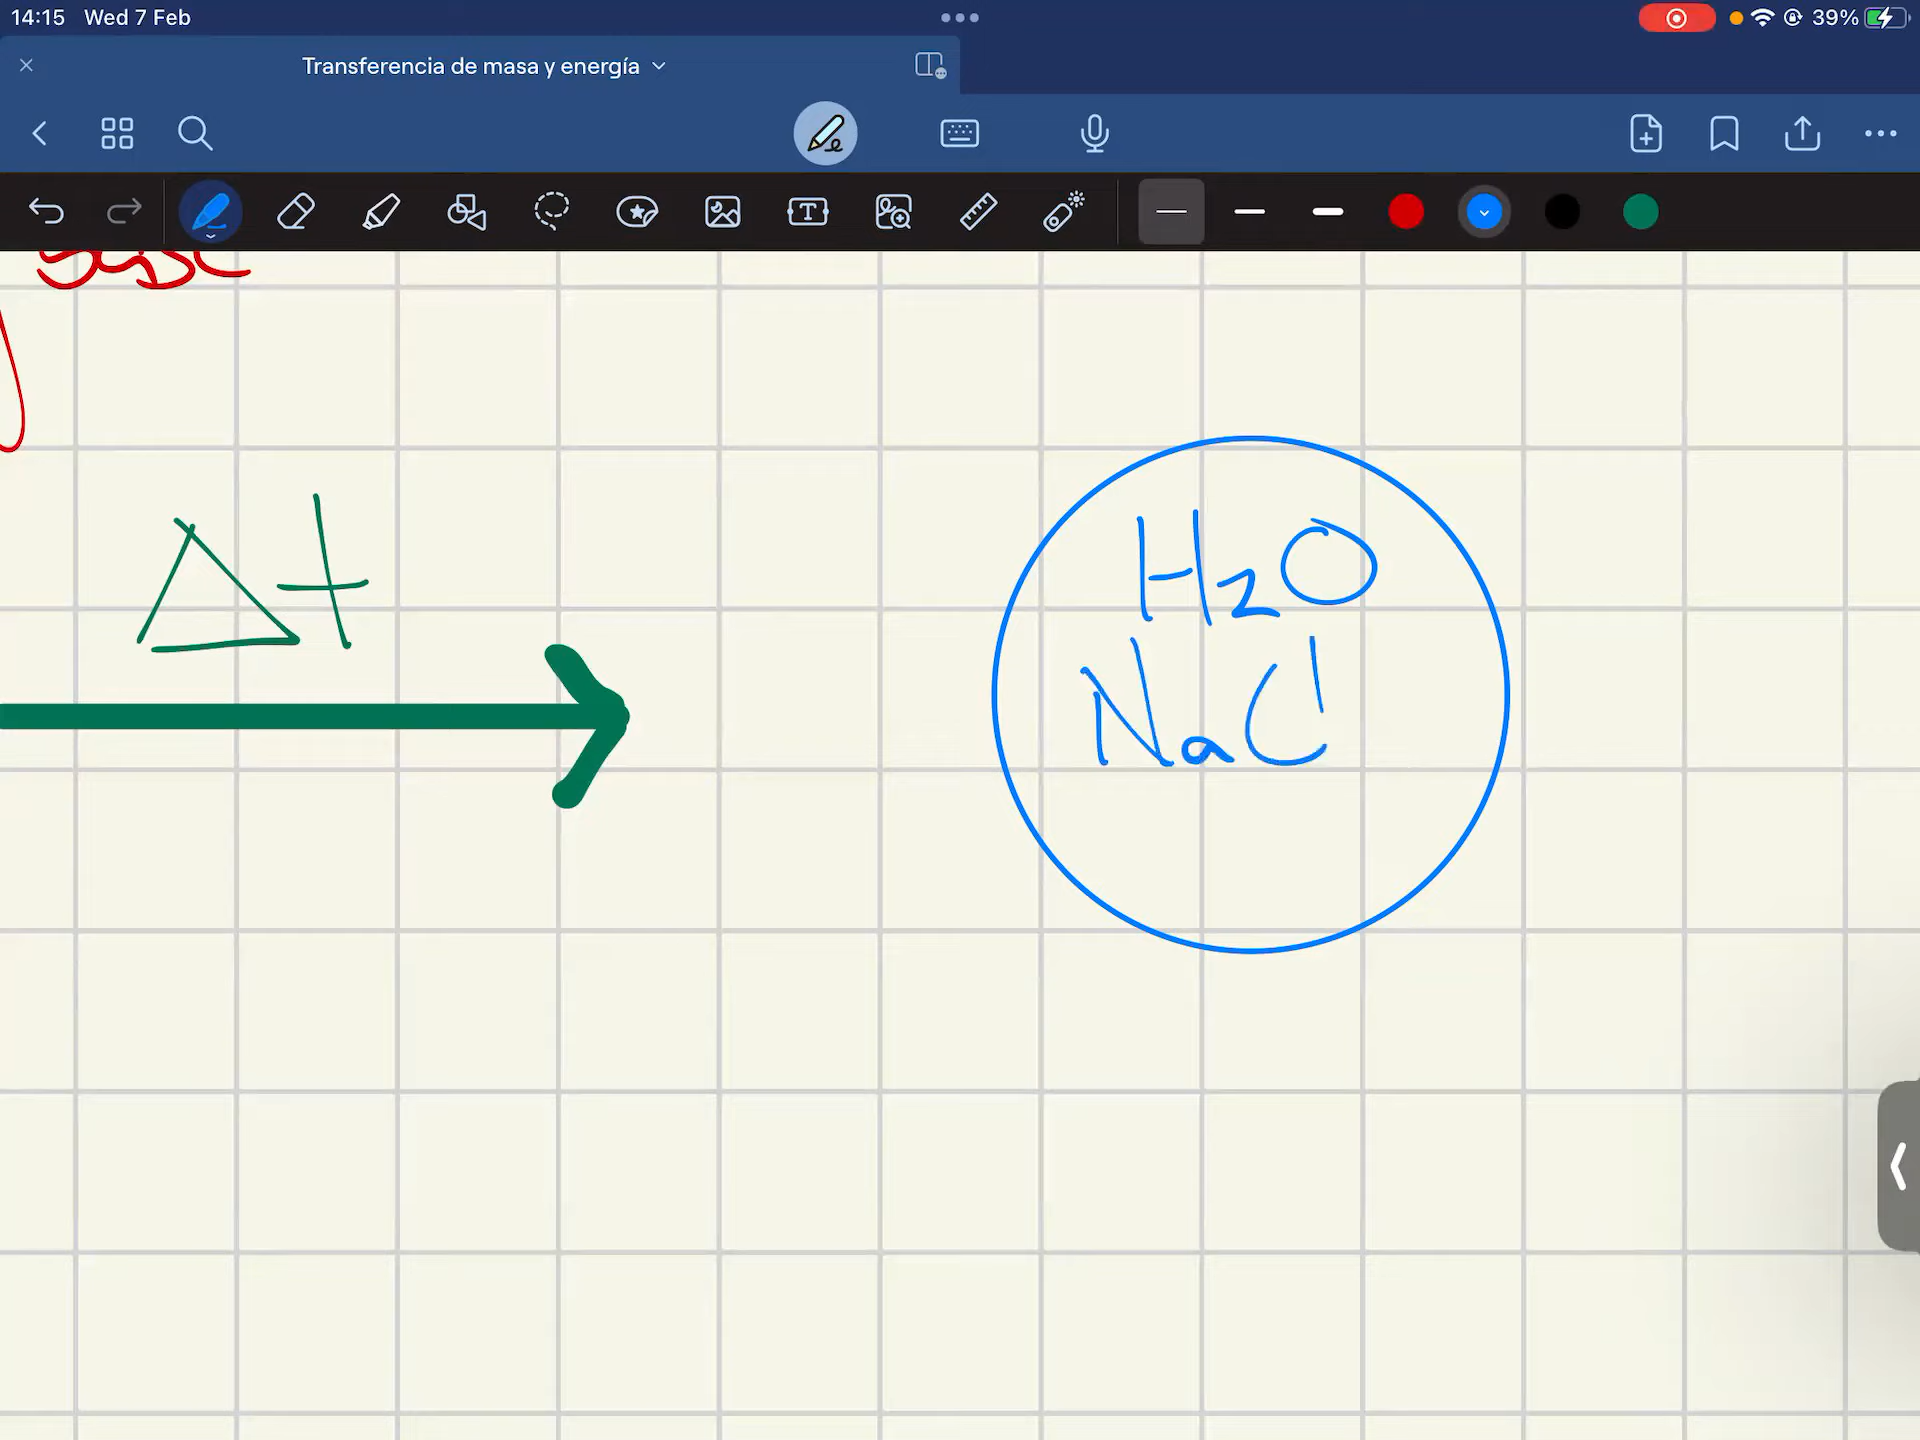 14:15 Wed 7 Feb
39%
Transferencia de masa y energía
Δt
H₂O
NaCl